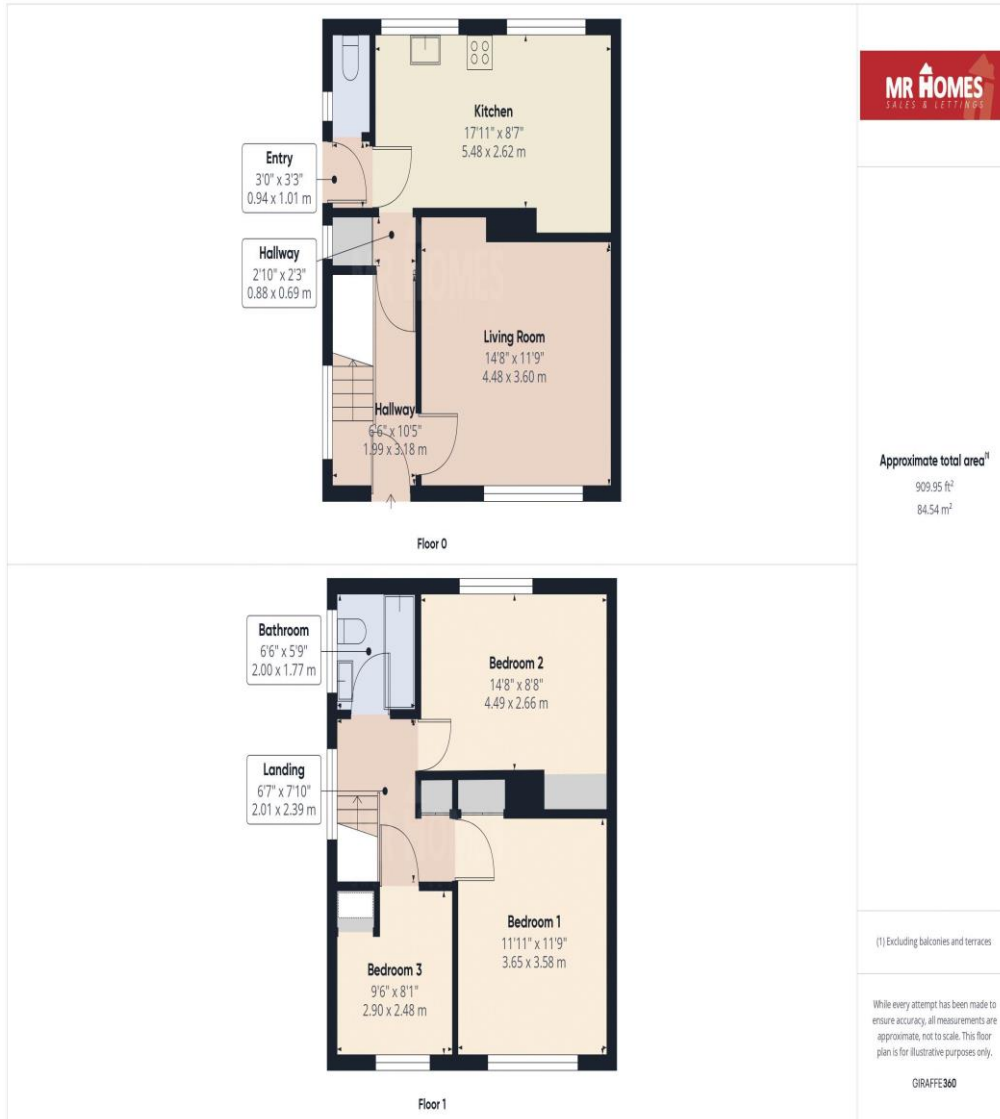 Kitchen
17'11" x 8'7"
5.48 x 2.62 m
Entry
3'0" x 3'3"
0.94 x 1.01 m
Hallway
2'10" x 2'3"
0.88 x 0.69 m
MR HOMES
Living Room
14'8" x 11'9"
4.48 x 3.60 m
Hallway
6'6" x 10'5"
1.99 x 3.18 m
Floor 0
Bathroom
6'6" x 5'9"
2.00 x 1.77 m
Bedroom 2
14'8" x 8'8"
4.49 x 2.66 m
Landing
6'7" x 7'10"
2.01 x 2.39 m
Bedroom 1
11'11" x 11'9"
3.65 x 3.58 m
Bedroom 3
9'6" x 8'1"
2.90 x 2.48 m
Floor 1
MR HOMES
SALES & LETTINGS
Approximate total area(1)
909.95 ft²
84.54 m²
(1) Excluding balconies and terraces
While every attempt has been made to
ensure accuracy, all measurements are
approximate, not to scale. This floor
plan is for illustrative purposes only.
GIRAFFE360